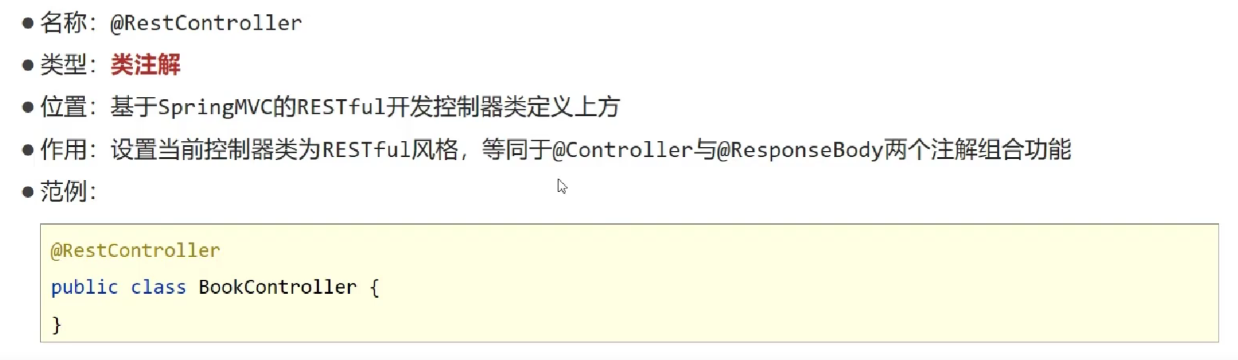 ● 名称：@RestController
● 类型：类注解
● 位置：基于SpringMVC的RESTful开发控制器类定义上方
● 作用：设置当前控制器类为RESTful风格，等同于@Controller与@ResponseBody两个注解组合功能
● 范例：
@RestController
public class BookController {
}